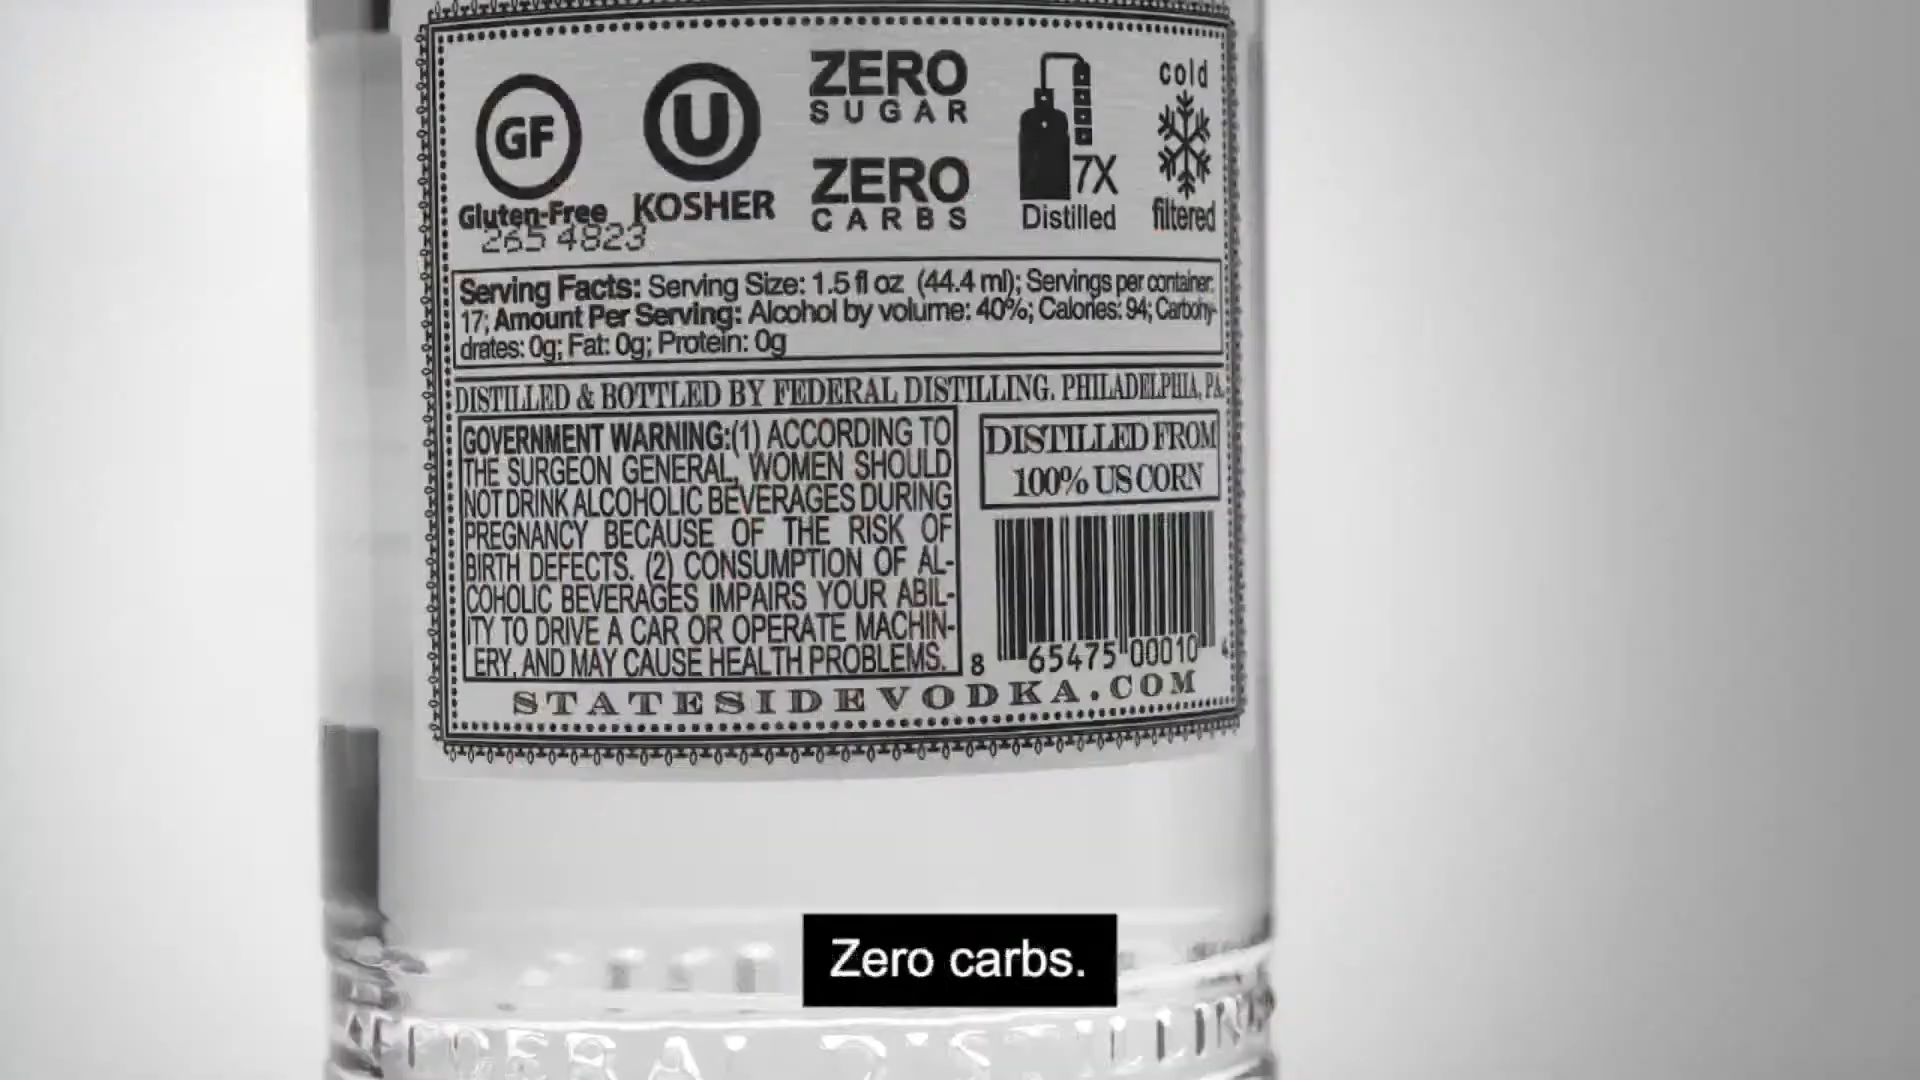 GF
Gluten-Free
265 4823
U
KOSHER
ZERO
SUGAR
ZERO
CARBS
7X
Distilled
cold
filtered
Serving Facts: Serving Size: 1.5 fl oz (44.4 ml); Servings per container:
17; Amount Per Serving: Alcohol by volume: 40%; Calories: 94; Carbohy-
drates: 0g; Fat: 0g; Protein: 0g
DISTILLED & BOTTLED BY FEDERAL DISTILLING, PHILADELPHIA, PA
GOVERNMENT WARNING:(1) ACCORDING TO
THE SURGEON GENERAL, WOMEN SHOULD
NOT DRINK ALCOHOLIC BEVERAGES DURING
PREGNANCY BECAUSE OF THE RISK OF
BIRTH DEFECTS. (2) CONSUMPTION OF AL-
COHOLIC BEVERAGES IMPAIRS YOUR ABIL-
ITY TO DRIVE A CAR OR OPERATE MACHIN-
ERY, AND MAY CAUSE HEALTH PROBLEMS.
DISTILLED FROM
100% US CORN
8 65475 00010
STATESIDEVODKA.COM
Zero carbs.
FEDERAL DISTILLING